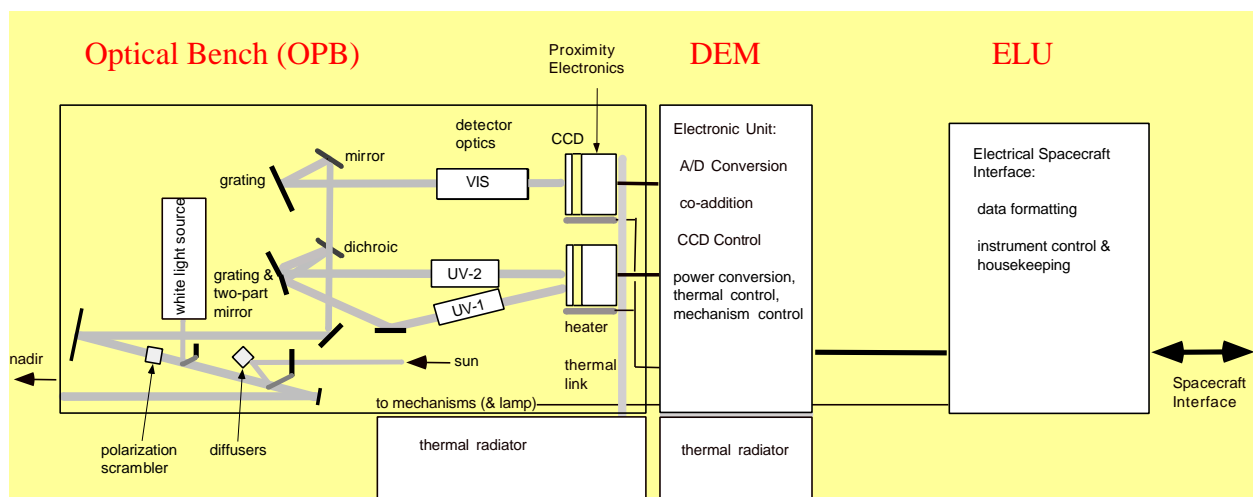 Optical Bench (OPB)
Proximity
Electronics
DEM
ELU
detector
optics
CCD
mirror
grating
VIS
white light source
dichroic
grating &
two-part
mirror
UV-2
UV-1
heater
thermal
link
nadir
sun
to mechanisms (& lamp)
polarization
scrambler
diffusers
thermal radiator
Electronic Unit:
A/D Conversion
co-addition
CCD Control
power conversion,
thermal control,
mechanism control
thermal radiator
Electrical Spacecraft
Interface:
data formatting
instrument control &
housekeeping
Spacecraft
Interface